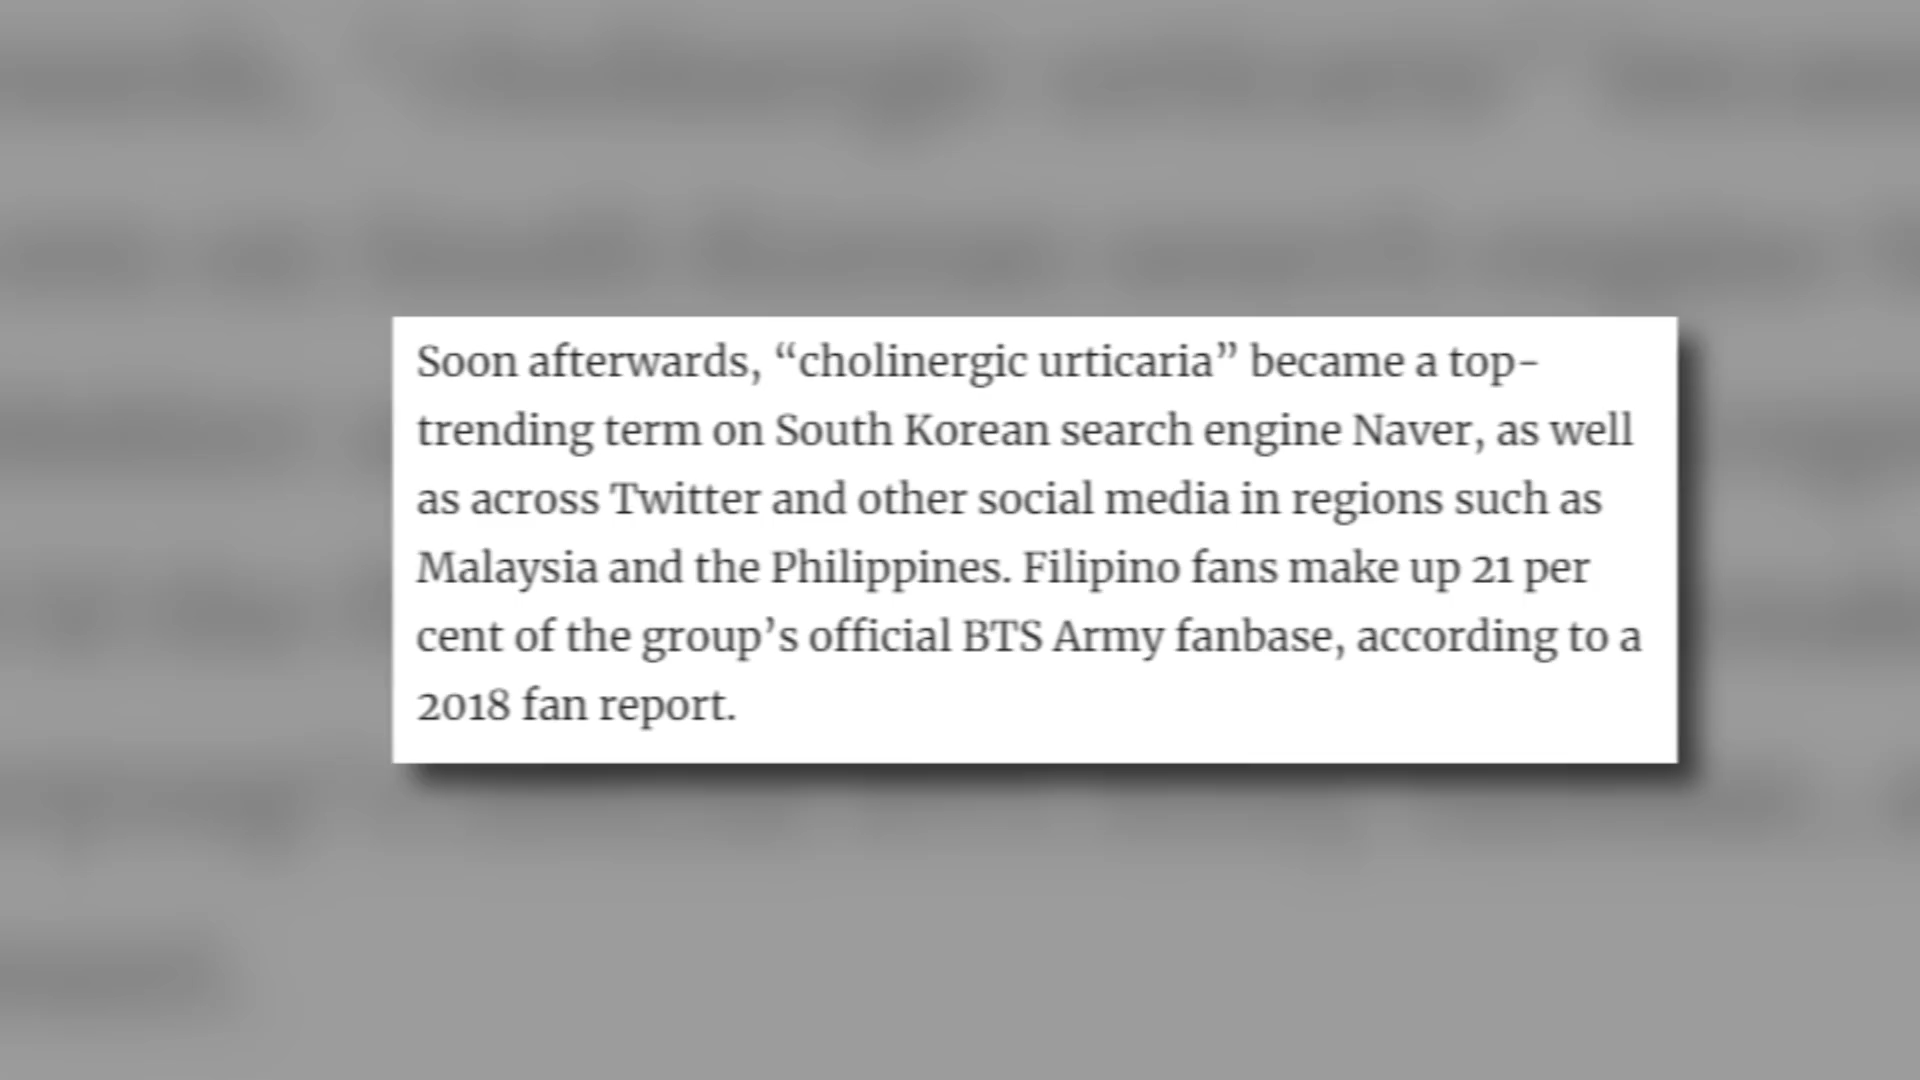 Soon afterwards, “cholinergic urticaria” became a top-
trending term on South Korean search engine Naver, as well
as across Twitter and other social media in regions such as
Malaysia and the Philippines. Filipino fans make up 21 per
cent of the group’s official BTS Army fanbase, according to a
2018 fan report.